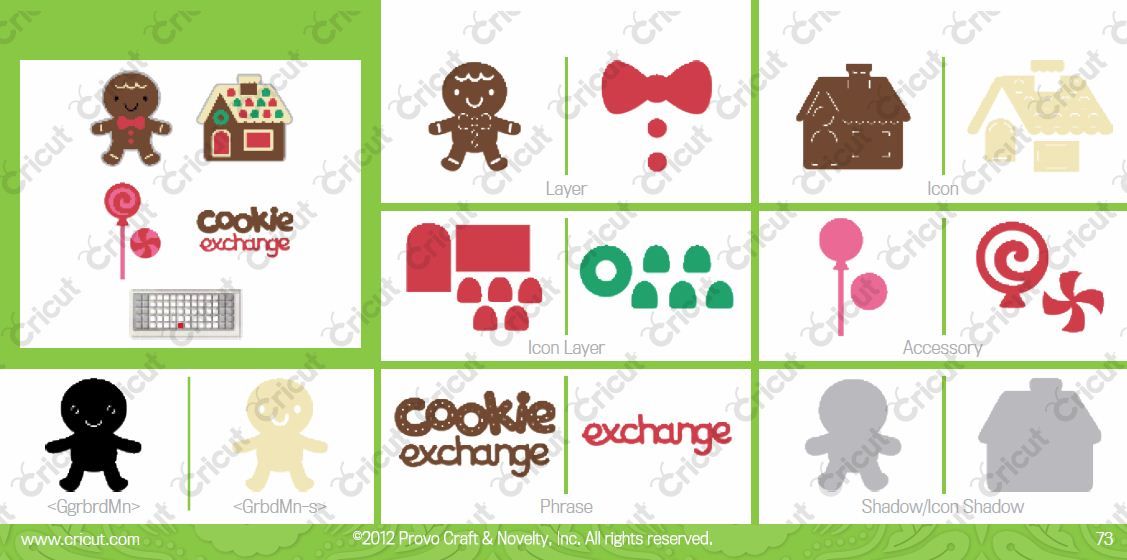 cookie
exchange
Layer
Icon
Icon Layer
Accessory
<GgrbrdMn>
<GrbdMn-s>
cookie
exchange
exchange
Phrase
Shadow/Icon Shadow
www.cricut.com
©2012 Provo Craft & Novelty, Inc. All rights reserved.
73
Cricut